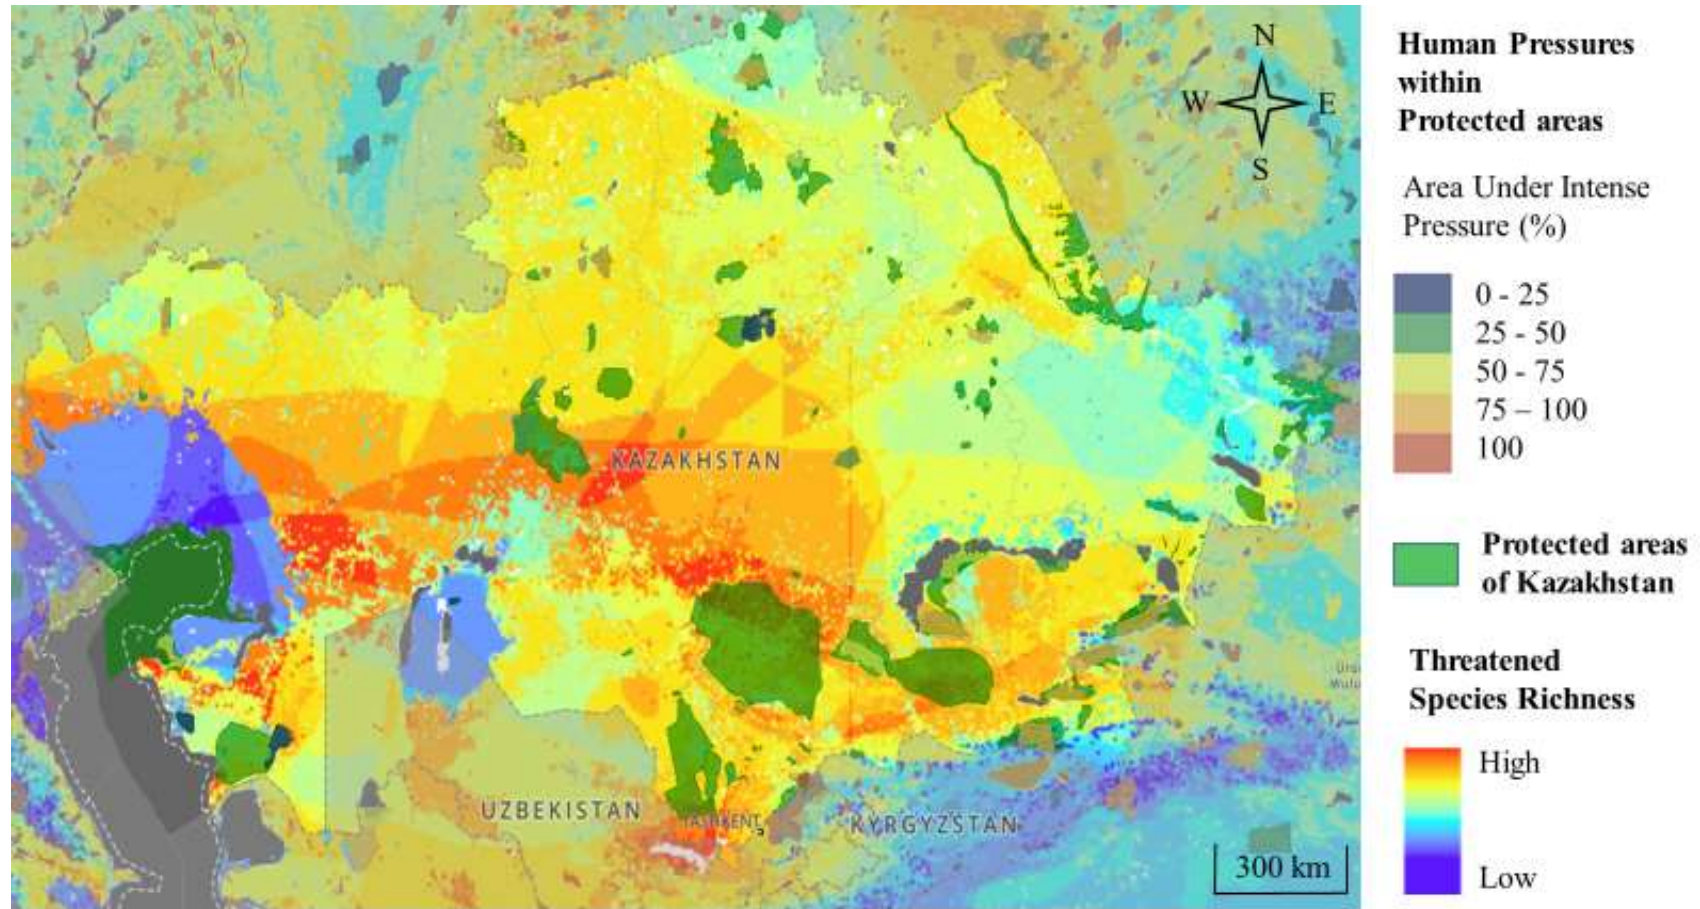 N
W E
S
KAZAKHSTAN
UZBEKISTAN
TASHKENT
KYRGYZSTAN
300 km
Human Pressures
within
Protected areas
Area Under Intense
Pressure (%)
0 - 25
25 - 50
50 - 75
75 – 100
100
Protected areas
of Kazakhstan
Threatened
Species Richness
High
Low